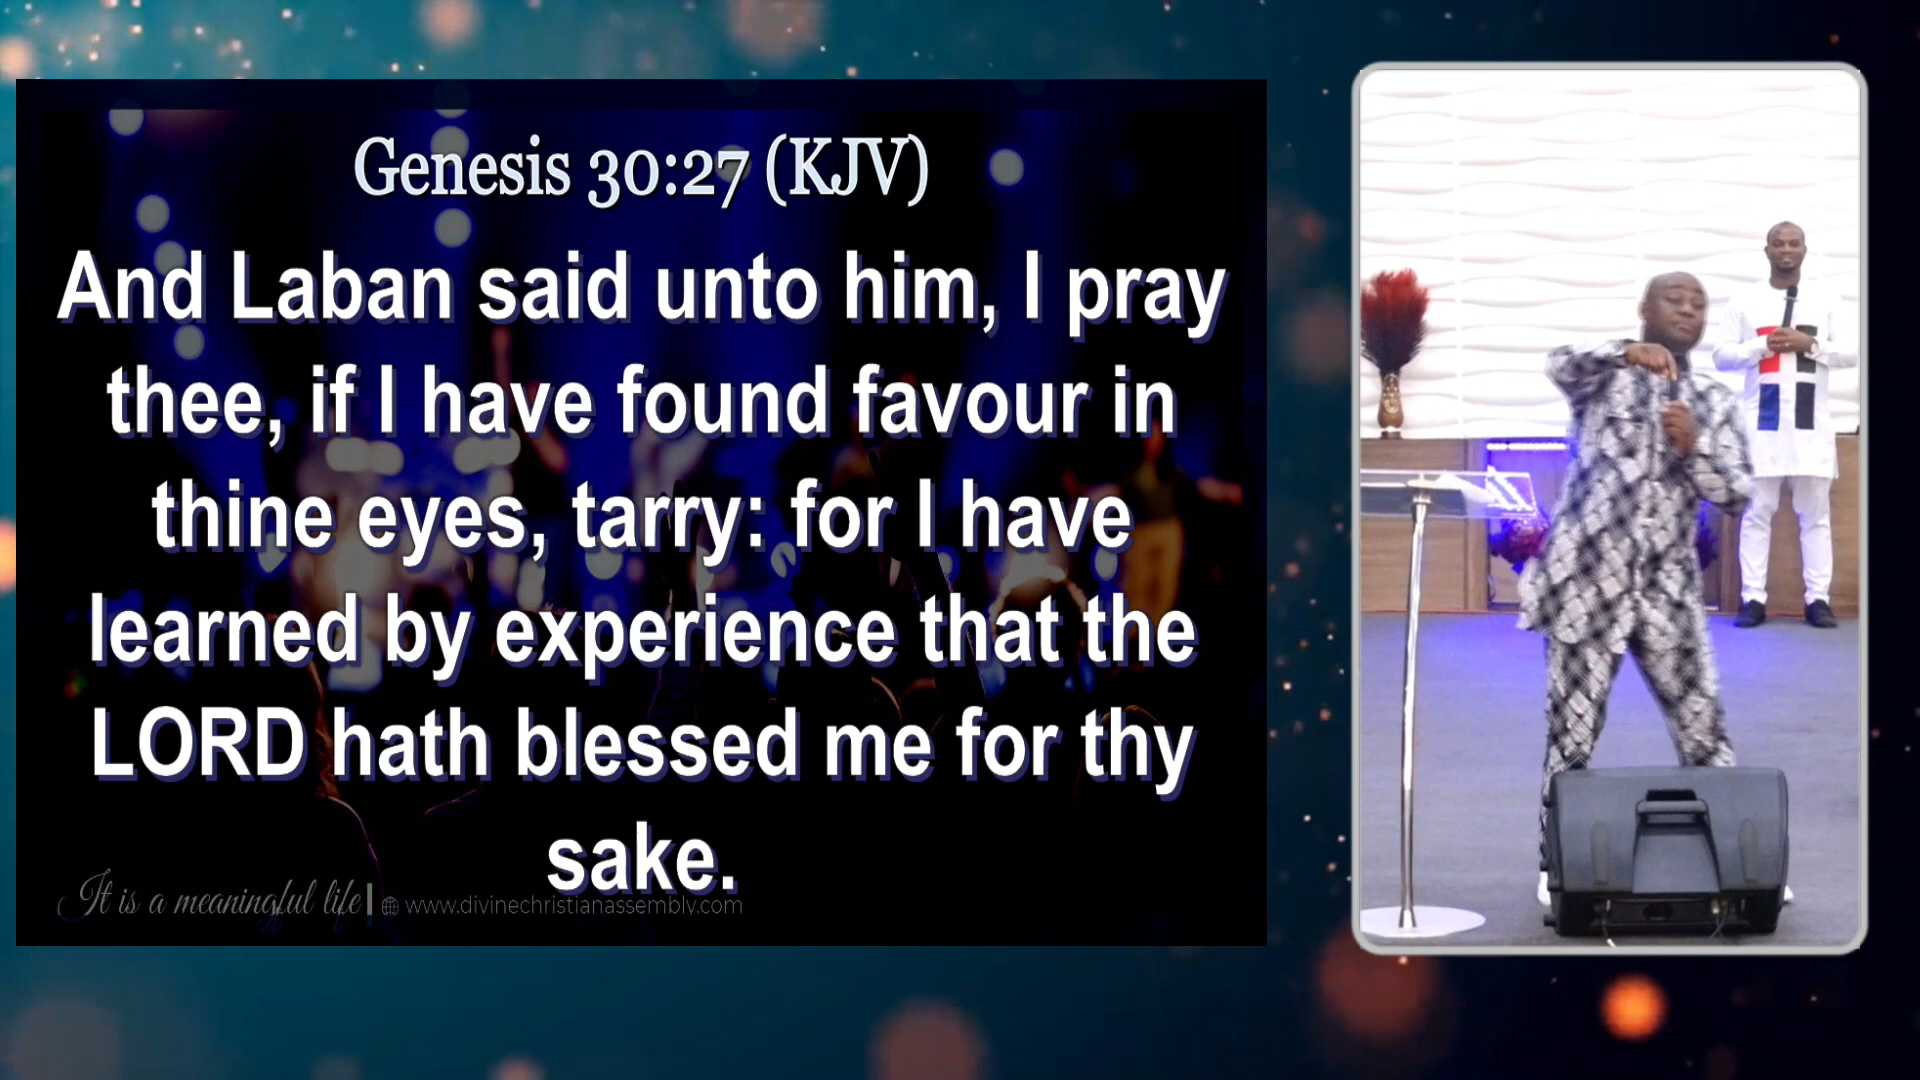 Genesis 30:27 (KJV)
And Laban said unto him, I pray
thee, if I have found favour in
thine eyes, tarry: for I have
learned by experience that the
LORD hath blessed me for thy
sake.
It is a meaningful life | www.divinechristianassembly.com